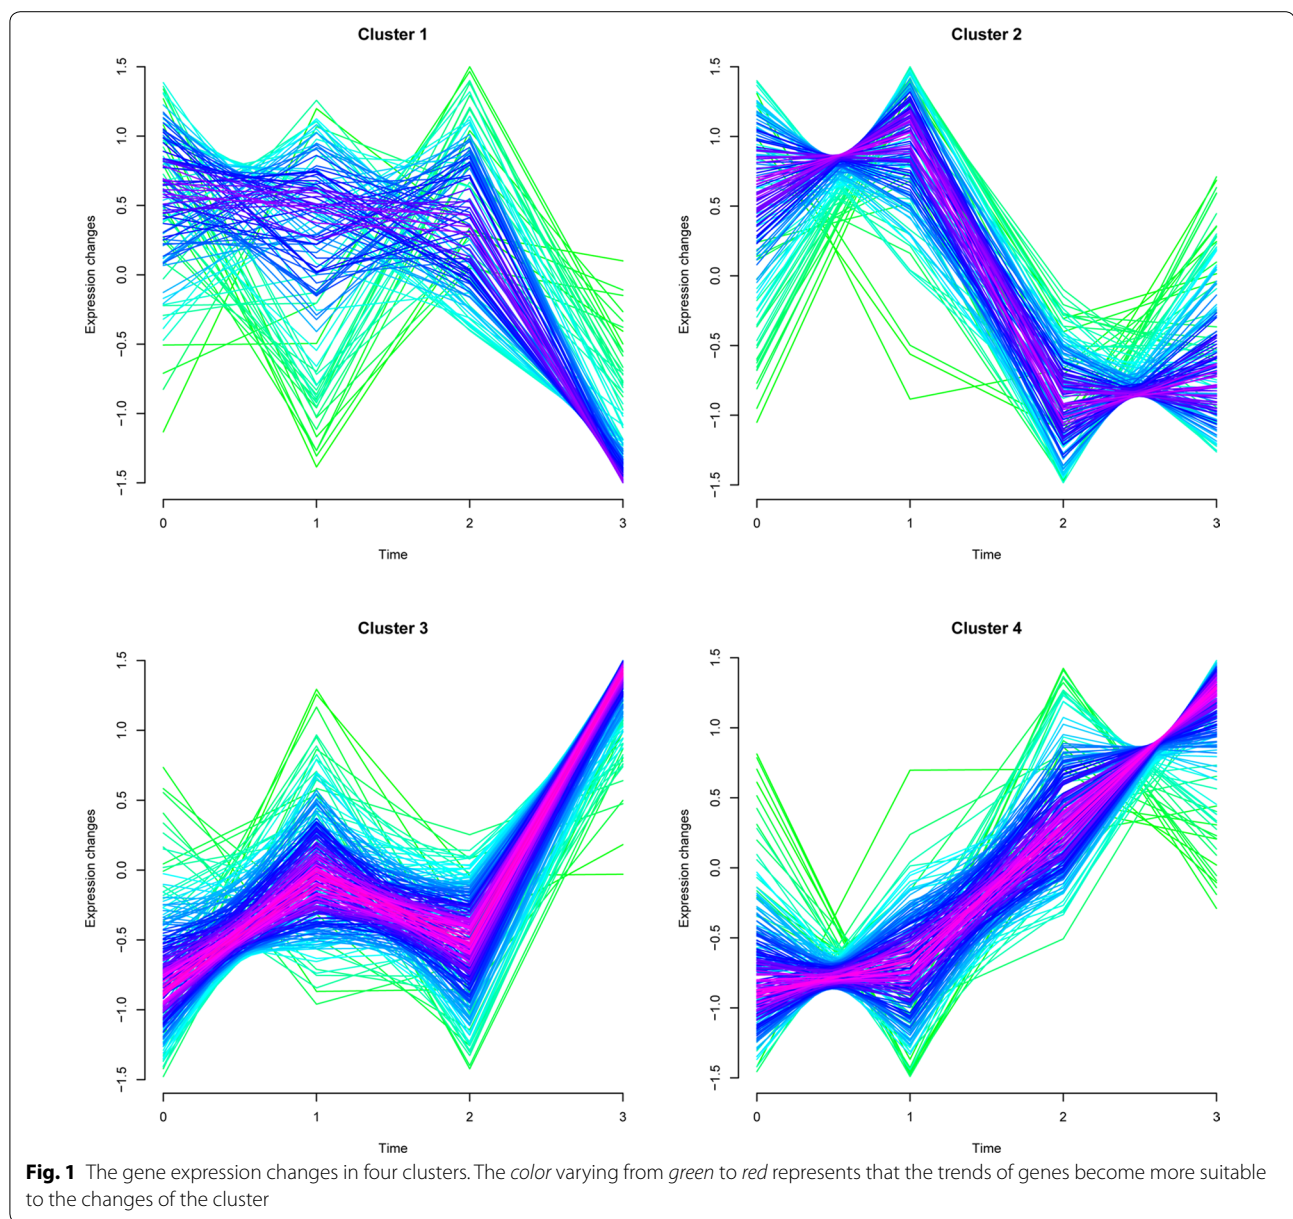 Cluster 1
1.5
1.0
0.5
0.0
−0.5
−1.0
−1.5
Expression changes
0 1 2 3
Time
Cluster 2
1.5
1.0
0.5
0.0
−0.5
−1.0
−1.5
Expression changes
0 1 2 3
Time
Cluster 3
1.5
1.0
0.5
0.0
−0.5
−1.0
−1.5
Expression changes
0 1 2 3
Time
Cluster 4
1.5
1.0
0.5
0.0
−0.5
−1.0
−1.5
Expression changes
0 1 2 3
Time
Fig. 1 The gene expression changes in four clusters. The color varying from green to red represents that the trends of genes become more suitable
to the changes of the cluster